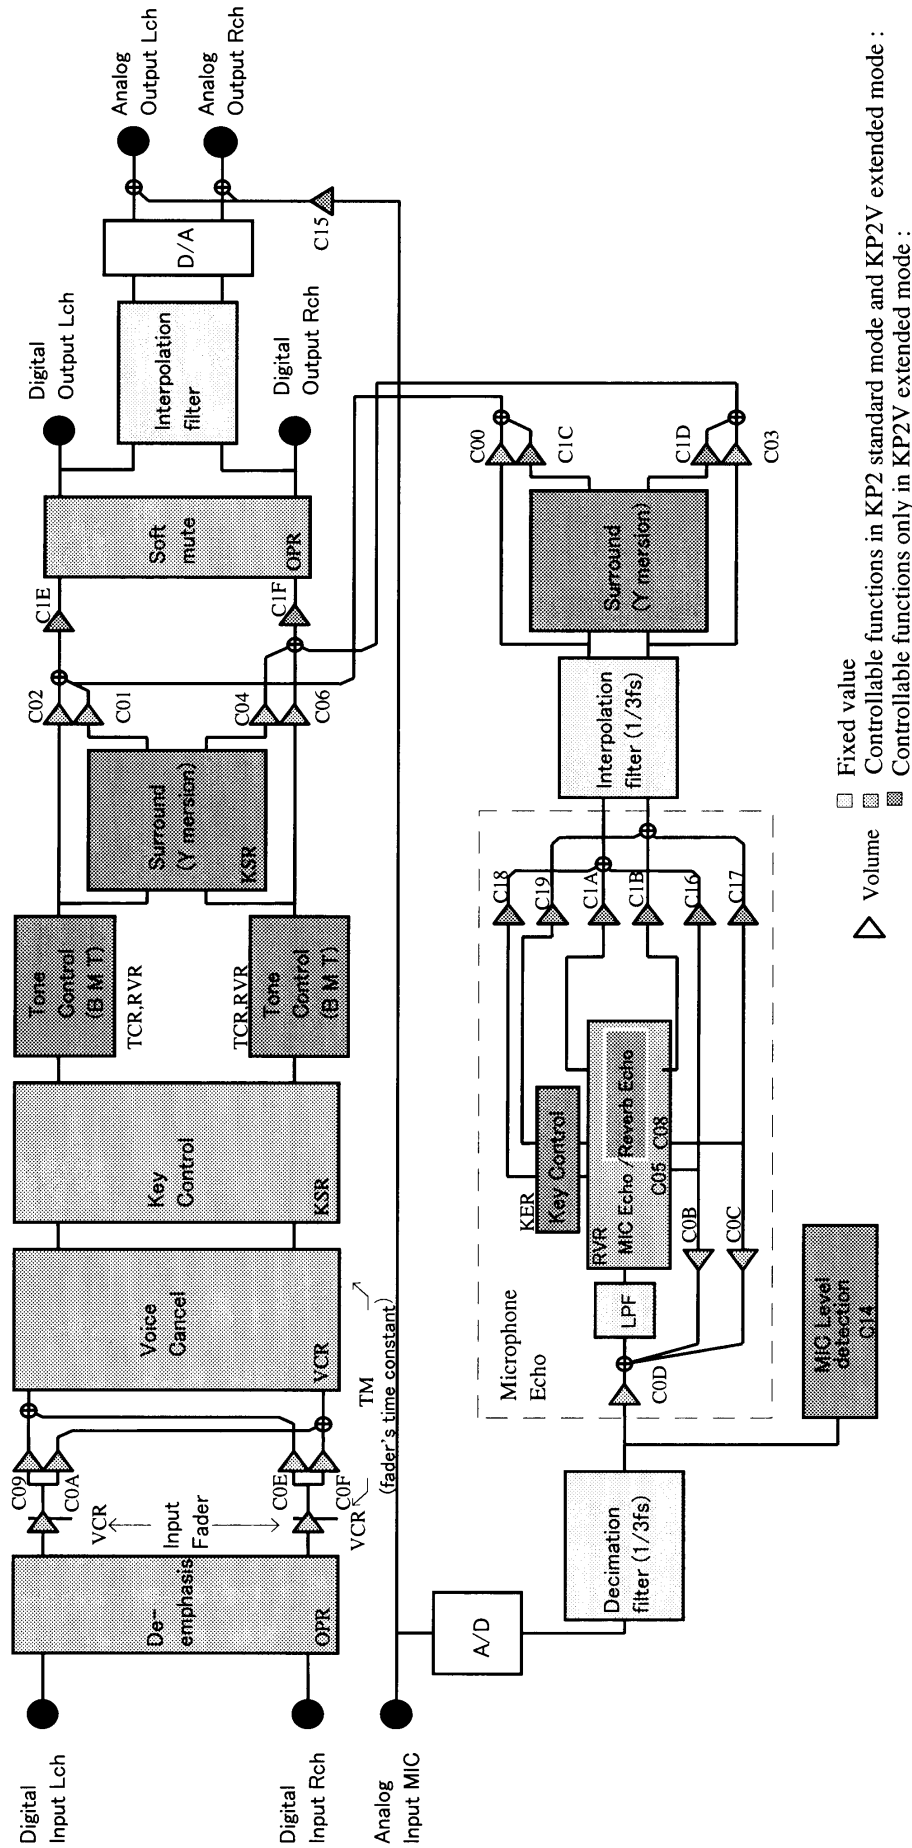 Digital
Input Lch
Digital
Input Rch
Analog
Input MIC
De-
emphasis
OPR
VCR
Input
Fader
VCR
C09
C0A
C0E
C0F
TM
(fader's time constant)
Voice
Cancel
VCR
Key
Control
KSR
Tone
Control
(B M T)
TCR,RVR
TCR,RVR
Tone
Control
(B M T)
Surround
(Y mersion)
KSR
C02
C01
C04
C06
C1E
C1F
Soft
mute
OPR
Digital
Output Lch
Digital
Output Rch
Interpolation
filter
D/A
C15
Analog
Output Lch
Analog
Output Rch
A/D
Decimation
filter (1/3fs)
MIC Level
detection
C14
Microphone
Echo
C0D
LPF
C0B
C0C
KER
Key Control
RVR
MIC Echo /Reverb Echo
C05
C08
C18
C19
C1A
C1B
C16
C17
Interpolation
filter (1/3fs)
Surround
(Y mersion)
C00
C1C
C1D
C03
Volume
Fixed value
Controllable functions in KP2 standard mode and KP2V extended mode :
Controllable functions only in KP2V extended mode :